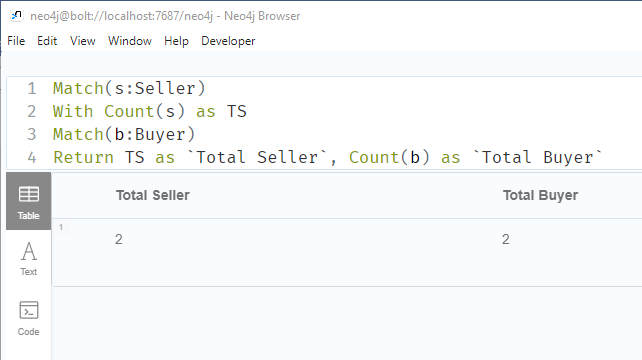 neo4j@bolt://localhost:7687/neo4j - Neo4j Browser
File Edit View Window Help Developer
1 Match(s:Seller)
2 With Count(s) as TS
3 Match(b:Buyer)
4 Return TS as `Total Seller`, Count(b) as `Total Buyer`
Table
Text
Code
Total Seller Total Buyer
1 2 2